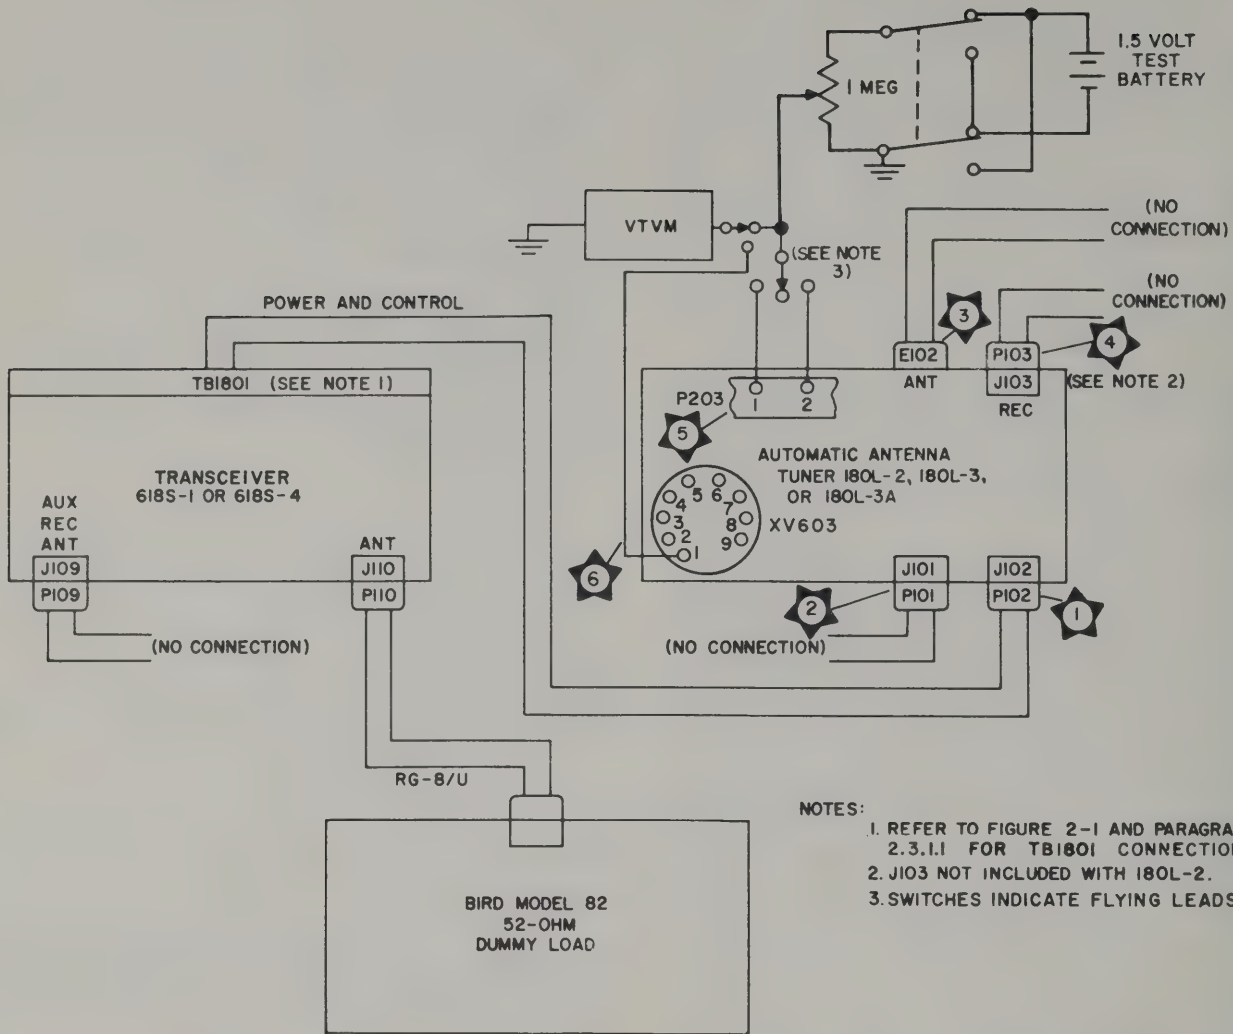 1.5 VOLT
TEST
BATTERY
1 MEG
VTVM
(SEE NOTE
3)
(NO
CONNECTION)
(NO
CONNECTION)
POWER AND CONTROL
3
4
E102
ANT
P103
J103
REC
(SEE NOTE 2)
TB1801 (SEE NOTE 1)
P203
1 2
5
TRANSCEIVER
618S-1 OR 618S-4
AUTOMATIC ANTENNA
TUNER 180L-2, 180L-3,
OR 180L-3A
1 2 3 4 5 6 7 8 9
XV603
6
AUX
REC
ANT
J109
P109
ANT
J110
P110
J101
P101
J102
P102
2
1
(NO CONNECTION)
(NO CONNECTION)
RG-8/U
BIRD MODEL 82
52-OHM
DUMMY LOAD
NOTES:
1. REFER TO FIGURE 2-1 AND PARAGRA
2.3.1.1 FOR TB1801 CONNECTION
2. J103 NOT INCLUDED WITH 180L-2.
3. SWITCHES INDICATE FLYING LEADS